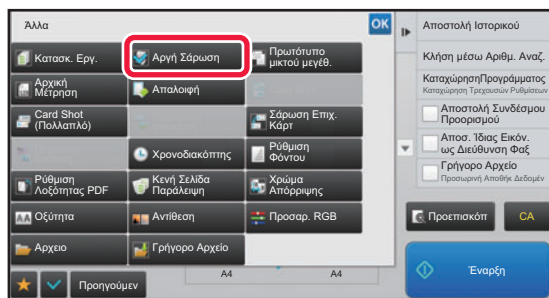 Άλλα
OK
Κατασκ. Εργ.
Αργή Σάρωση
Πρωτότυπο
μικτού μεγέθ.
Αρχική
Μέτρηση
Απαλοιφή
Card Shot
(Πολλαπλό)
Σάρωση Επιχ.
Κάρτ
Χρονοδιακόπτης
Ρύθμιση
Φόντου
Ρύθμιση
Λοξότητας PDF
Κενή Σελίδα
Παράλειψη
Χρώμα
Απόρριψης
Οξύτητα
Αντίθεση
Προσαρ. RGB
Αρχειο
Γρήγορο Αρχείο
Προηγούμεν
A4
A4
Αποστολή Ιστορικού
Κλήση μέσω Αριθμ. Αναζ.
ΚαταχώρησηΠρογράμματος
Καταχώρηση Τρεχουσών Ρυθμίσεων
Αποστολή Συνδέσμου
Προορισμού
Αποσ. Ίδιας Εικόν.
ως Διεύθυνση Φαξ
Γρήγορο Αρχείο
Προσωρινή Αποθήκ Δεδομέν
Προεπισκόπ
CA
Έναρξη